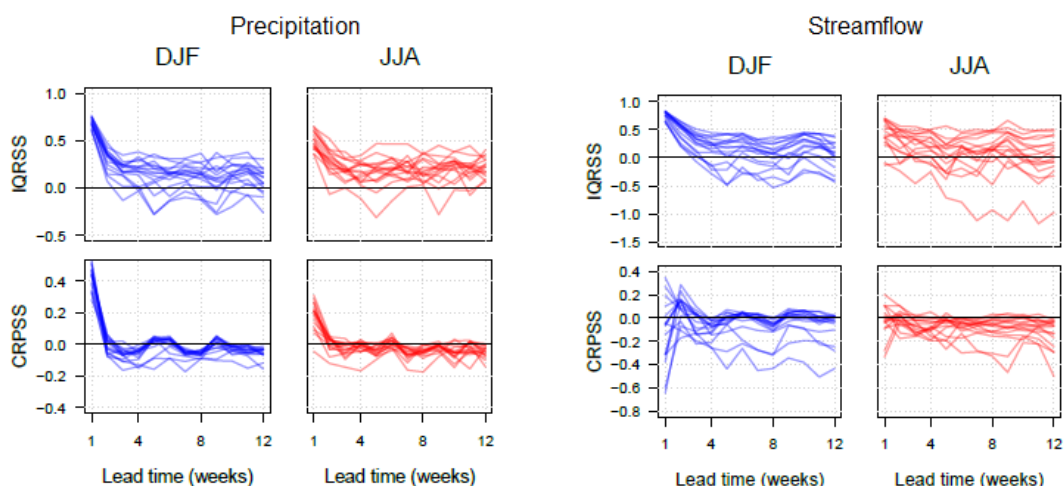 Precipitation
DJF JJA
IQRSS
1.0
0.5
0.0
−0.5
CRPSS
0.4
0.2
0.0
−0.2
−0.4
1 4 8 12 1 4 8 12
Lead time (weeks) Lead time (weeks)
Streamflow
DJF JJA
IQRSS
1.0
0.5
0.0
−0.5
−1.0
−1.5
CRPSS
0.4
0.2
0.0
−0.2
−0.4
−0.6
−0.8
1 4 8 12 1 4 8 12
Lead time (weeks) Lead time (weeks)